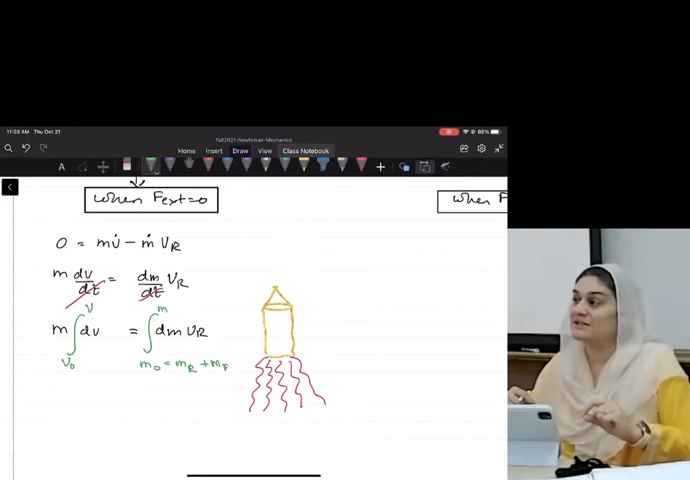 11:03 AM Thu Oct 21
86%
Fall2021-Newtonian-Mechanics
Home Insert Draw View Class Notebook
When Fext=0
When F
0 = mv̇ − ṁ VR
m dv/dt = dm/dt VR
m ∫ dv = ∫ dm VR
v m
v0 m0 = mR + mF